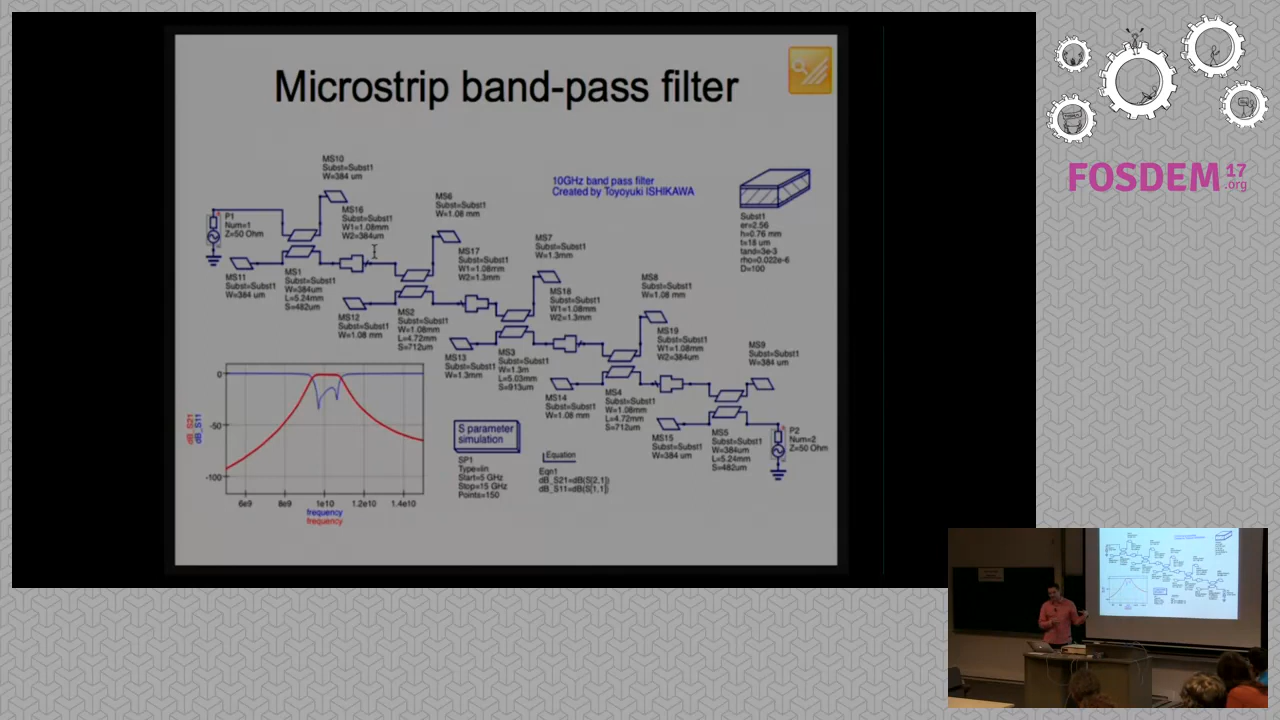 Microstrip band-pass filter
FOSDEM 17
.org
10GHz band pass filter
Created by Toyoyuki ISHIKAWA
MS10
Subst=Subst1
W=384 um
P1
Num=1
Z=50 Ohm
MS16
Subst=Subst1
W1=1.08mm
W2=384um
MS6
Subst=Subst1
W=1.08 mm
Subst1
er=2.56
h=0.76 mm
t=18 um
tand=3e-3
rho=0.022e-6
D=100
MS11
Subst=Subst1
W=384 um
MS1
Subst=Subst1
W=384um
L=5.24mm
S=482um
MS17
Subst=Subst1
W1=1.08mm
W2=1.3mm
MS7
Subst=Subst1
W=1.3mm
MS12
Subst=Subst1
W=1.08 mm
MS2
Subst=Subst1
W=1.08mm
L=4.72mm
S=712um
MS18
Subst=Subst1
W1=1.08mm
W2=1.3mm
MS8
Subst=Subst1
W=1.08 mm
MS13
Subst=Subst1
W=1.3mm
MS3
Subst=Subst1
W=1.3m
L=5.03mm
S=913um
MS19
Subst=Subst1
W1=1.08mm
W2=384um
MS9
Subst=Subst1
W=384 um
MS14
Subst=Subst1
W=1.08 mm
MS4
Subst=Subst1
W=1.08mm
L=4.72mm
S=712um
MS15
Subst=Subst1
W=384 um
MS5
Subst=Subst1
W=384um
L=5.24mm
S=482um
P2
Num=2
Z=50 Ohm
0
-50
-100
dB_S21
dB_S11
6e9 8e9 1e10 1.2e10 1.4e10
frequency
frequency
S parameter
simulation
SP1
Type=lin
Start=5 GHz
Stop=15 GHz
Points=150
Equation
Eqn1
dB_S21=dB(S[2,1])
dB_S11=dB(S[1,1])